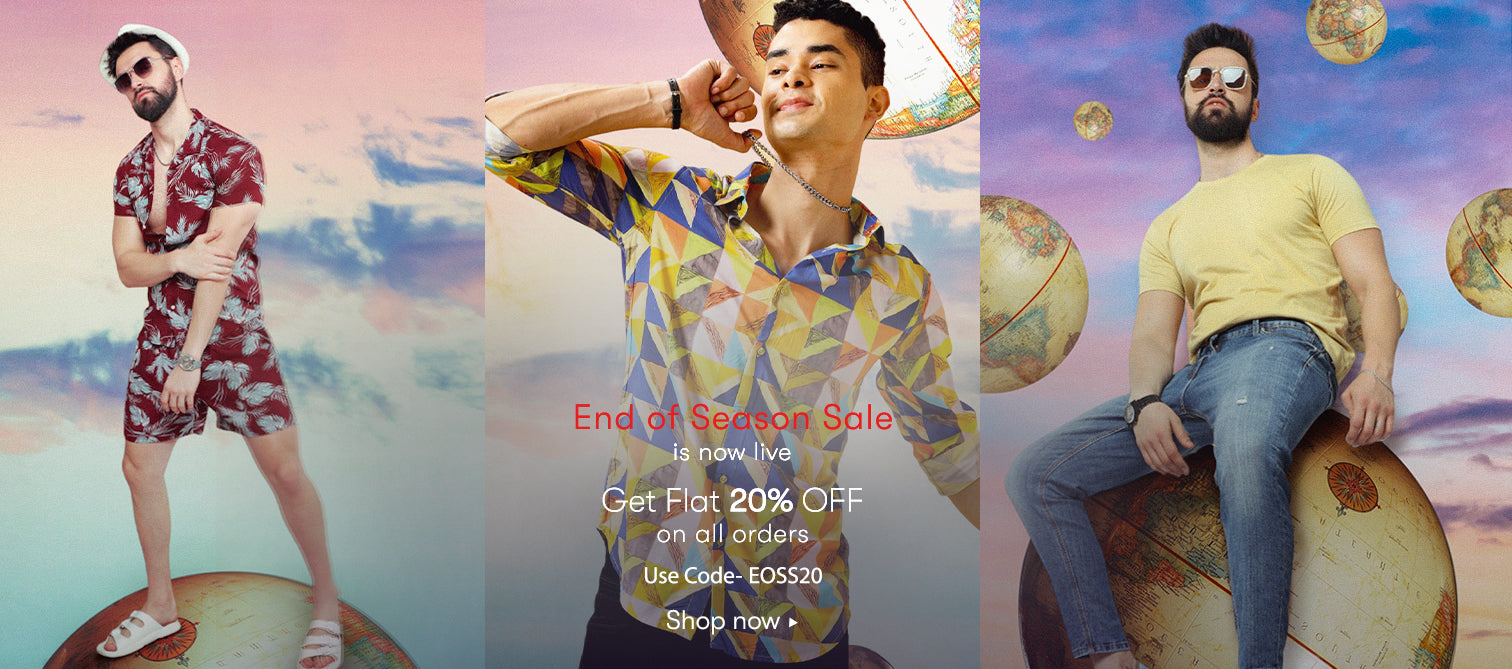 End of Season Sale
is now live
Get Flat 20% OFF
on all orders
Use Code- EOSS20
Shop now ▸